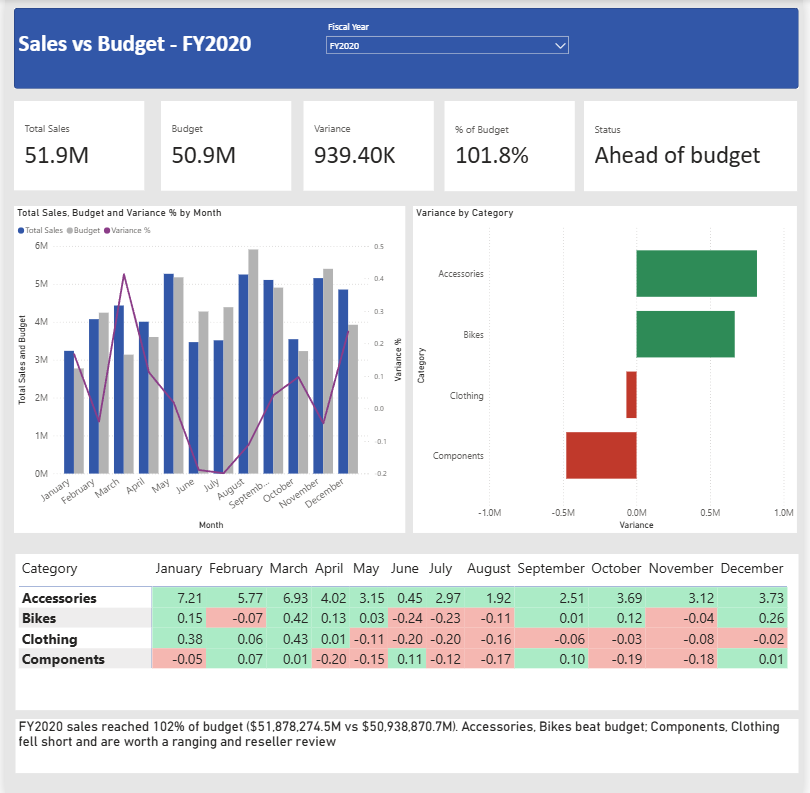 Sales vs Budget - FY2020
Fiscal Year
FY2020
Total Sales
51.9M
Budget
50.9M
Variance
939.40K
% of Budget
101.8%
Status
Ahead of budget
Total Sales, Budget and Variance % by Month
Total Sales Budget Variance %
6M
5M
4M
3M
2M
1M
0M
Total Sales and Budget
0.5
0.4
0.3
0.2
0.1
0.0
-0.1
-0.2
Variance %
January
February
March
April
May
June
July
August
Septemb...
October
November
December
Month
Variance by Category
Category
Accessories
Bikes
Clothing
Components
-1.0M -0.5M 0.0M 0.5M 1.0M
Variance
Category January February March April May June July August September October November December
Accessories 7.21 5.77 6.93 4.02 3.15 0.45 2.97 1.92 2.51 3.69 3.12 3.73
Bikes 0.15 -0.07 0.42 0.13 0.03 -0.24 -0.23 -0.11 0.01 0.12 -0.04 0.26
Clothing 0.38 0.06 0.43 0.01 -0.11 -0.20 -0.20 -0.16 -0.06 -0.03 -0.08 -0.02
Components -0.05 0.07 0.01 -0.20 -0.15 0.11 -0.12 -0.17 0.10 -0.19 -0.18 0.01
FY2020 sales reached 102% of budget ($51,878,274.5M vs $50,938,870.7M). Accessories, Bikes beat budget; Components, Clothing
fell short and are worth a ranging and reseller review